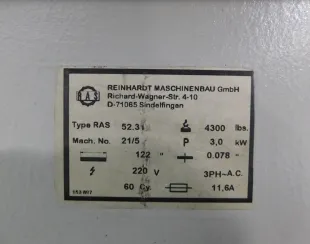 RAS
REINHARDT MASCHINENBAU GmbH
Richard-Wagner-Str. 4-10
D-71065 Sindelfingen
Type RAS 52.31 4300 lbs.
Mach. No. 21/5 P 3,0 kW
122 " 0.078 "
220 V 3PH~A.C.
60 Cy. 11,6A